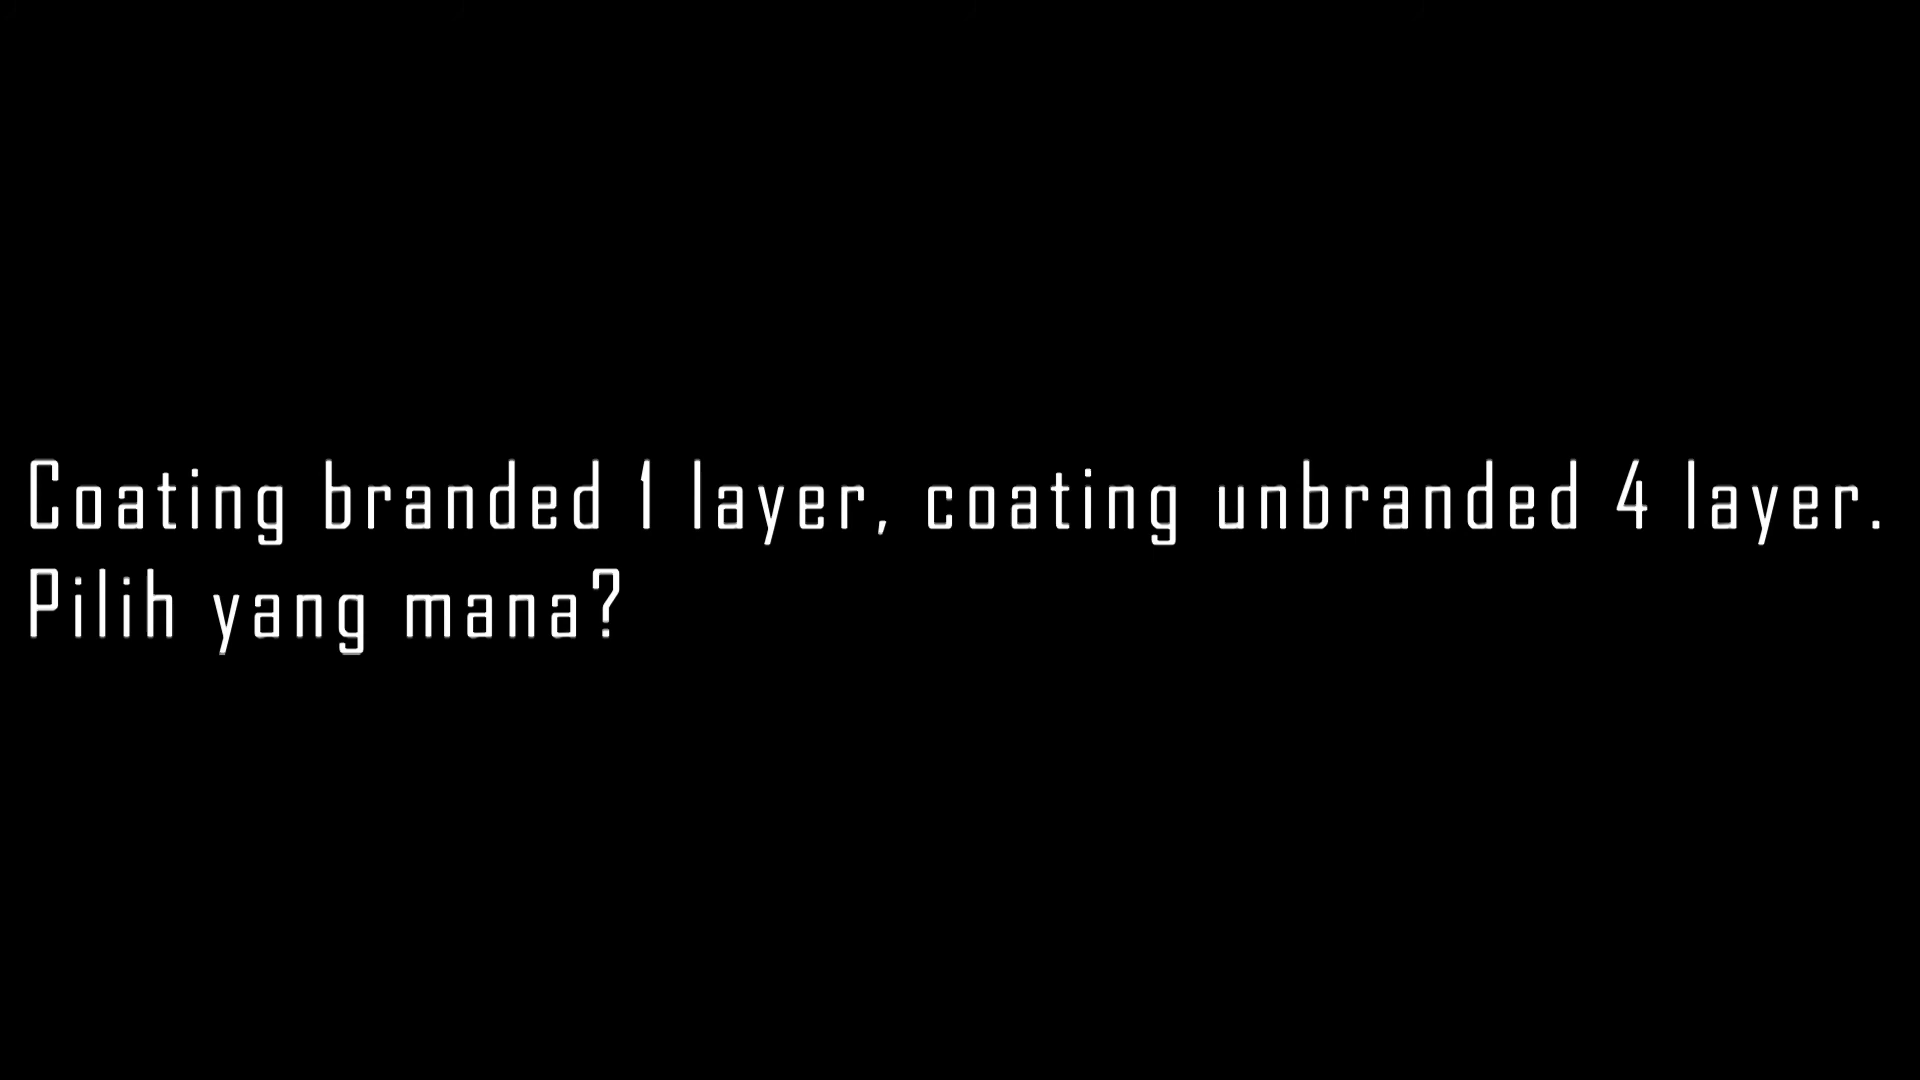 Coating branded 1 layer, coating unbranded 4 layer.
Pilih yang mana?